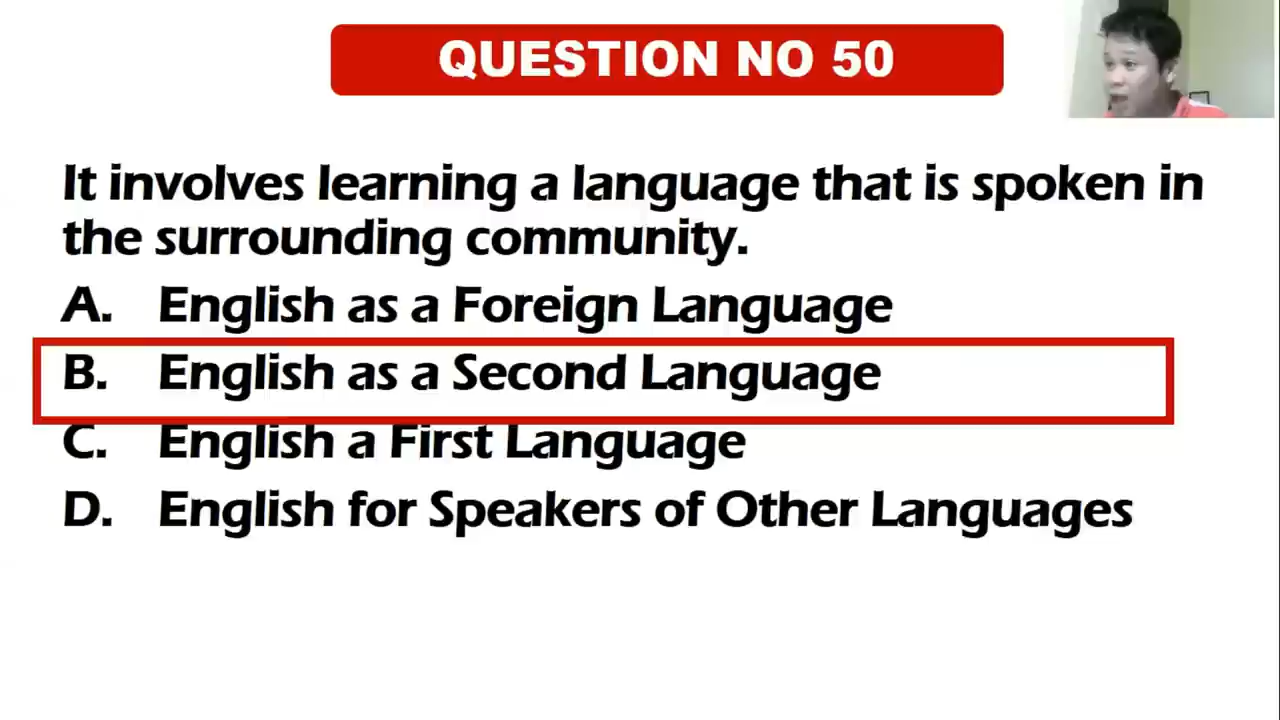 QUESTION NO 50
It involves learning a language that is spoken in
the surrounding community.
A. English as a Foreign Language
B. English as a Second Language
C. English a First Language
D. English for Speakers of Other Languages